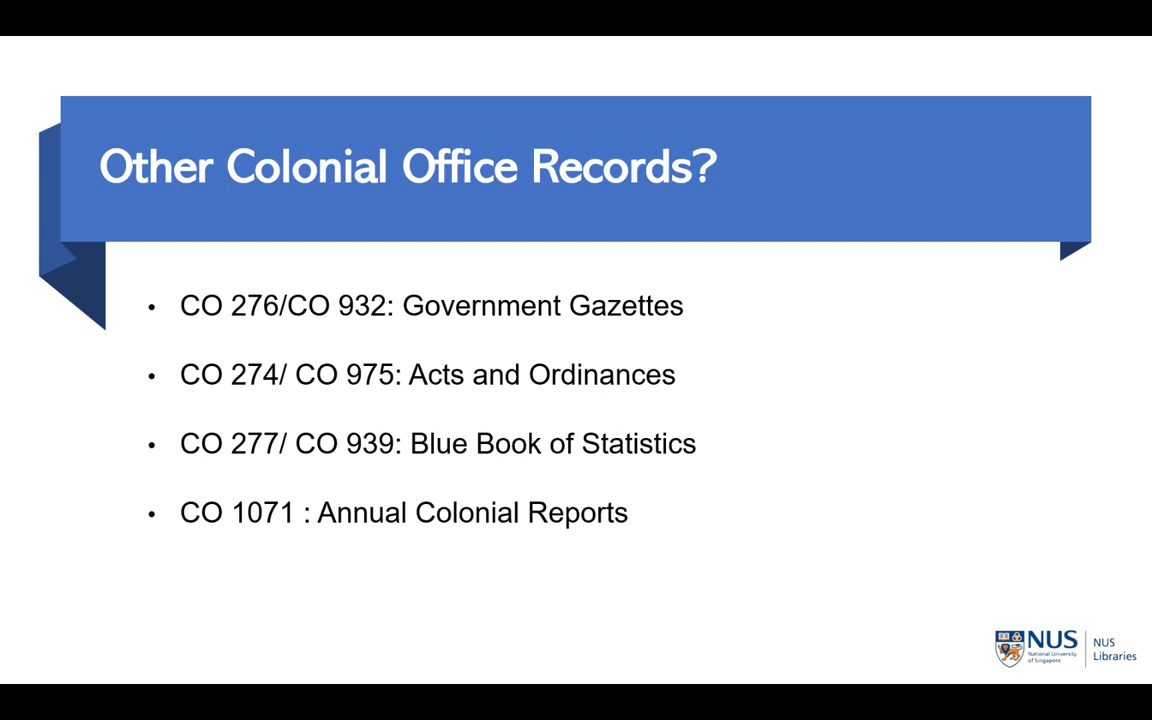 Other Colonial Office Records?
• CO 276/CO 932: Government Gazettes
• CO 274/ CO 975: Acts and Ordinances
• CO 277/ CO 939: Blue Book of Statistics
• CO 1071 : Annual Colonial Reports
NUS
National University
of Singapore
NUS
Libraries